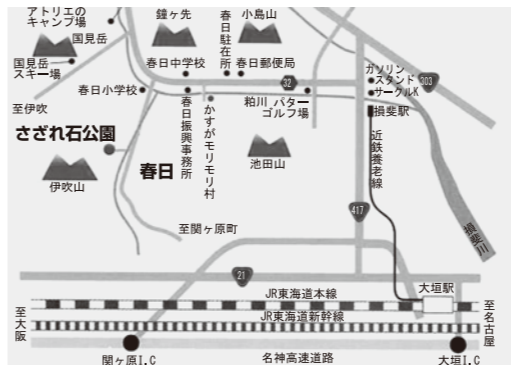 アトリエの
キャンプ場
国見岳
国見岳
スキー場
至伊吹
鐘ヶ先
春日駐在所
小島山
春日中学校
春日郵便局
春日小学校
32
粕川 パター
ゴルフ場
ガソリン
スタンド
サークルK
303
損斐駅
さざれ石公園
春日
春日振興事務所
かすがモリモリ村
池田山
伊吹山
近鉄養老線
417
損斐川
至関ヶ原町
21
大垣駅
JR東海道本線
JR東海道新幹線
至大阪
至名古屋
関ヶ原I.C
名神高速道路
大垣I.C